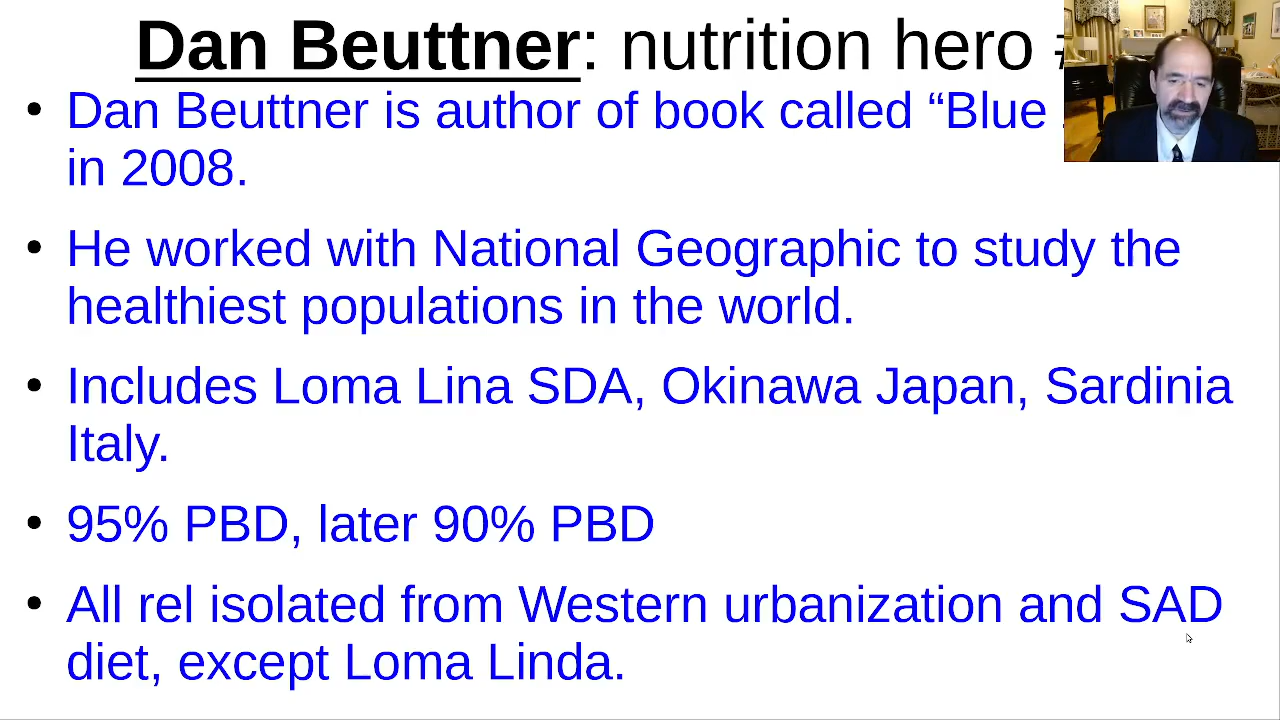 Dan Beuttner: nutrition hero
• Dan Beuttner is author of book called “Blue
in 2008.
• He worked with National Geographic to study the
healthiest populations in the world.
• Includes Loma Lina SDA, Okinawa Japan, Sardinia
Italy.
• 95% PBD, later 90% PBD
• All rel isolated from Western urbanization and SAD
diet, except Loma Linda.